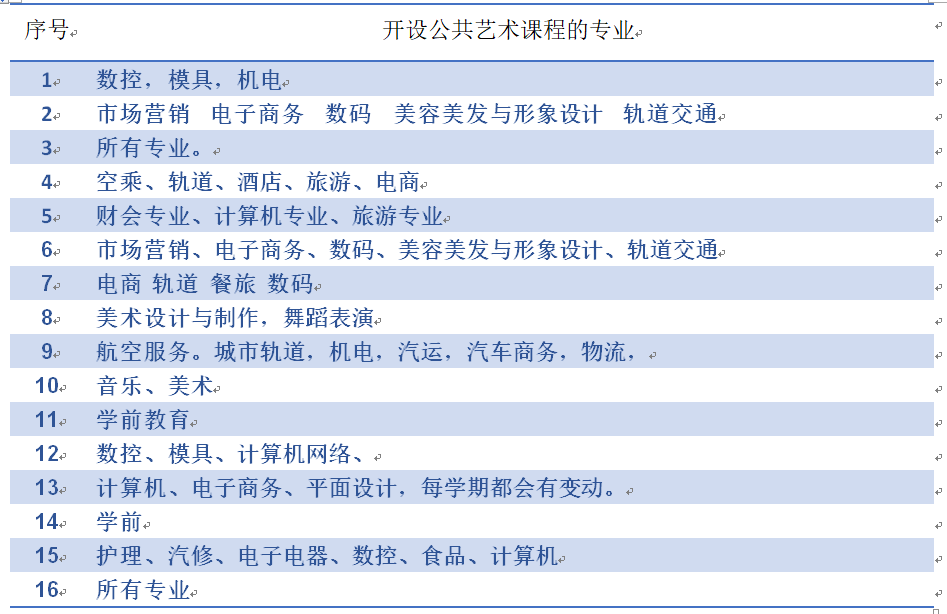 序号 开设公共艺术课程的专业
1 数控，模具，机电
2 市场营销 电子商务 数码 美容美发与形象设计 轨道交通
3 所有专业。
4 空乘、轨道、酒店、旅游、电商
5 财会专业、计算机专业、旅游专业
6 市场营销、电子商务、数码、美容美发与形象设计、轨道交通
7 电商 轨道 餐旅 数码
8 美术设计与制作，舞蹈表演
9 航空服务。城市轨道，机电，汽运，汽车商务，物流，
10 音乐、美术
11 学前教育
12 数控、模具、计算机网络、
13 计算机、电子商务、平面设计，每学期都会有变动。
14 学前
15 护理、汽修、电子电器、数控、食品、计算机
16 所有专业